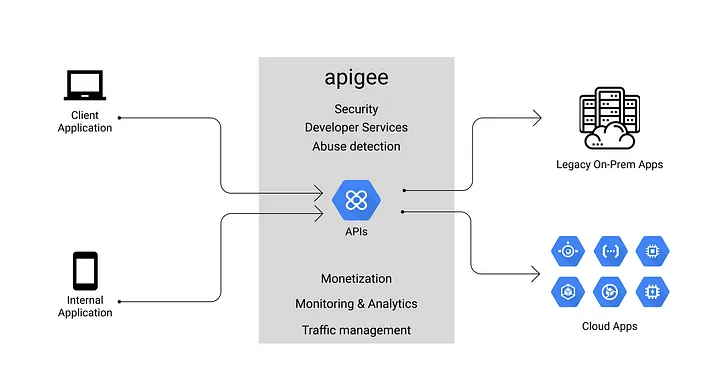 apigee
Security
Developer Services
Abuse detection
Client
Application
Legacy On-Prem Apps
APIs
Monetization
Internal
Application
Monitoring & Analytics
Traffic management
Cloud Apps